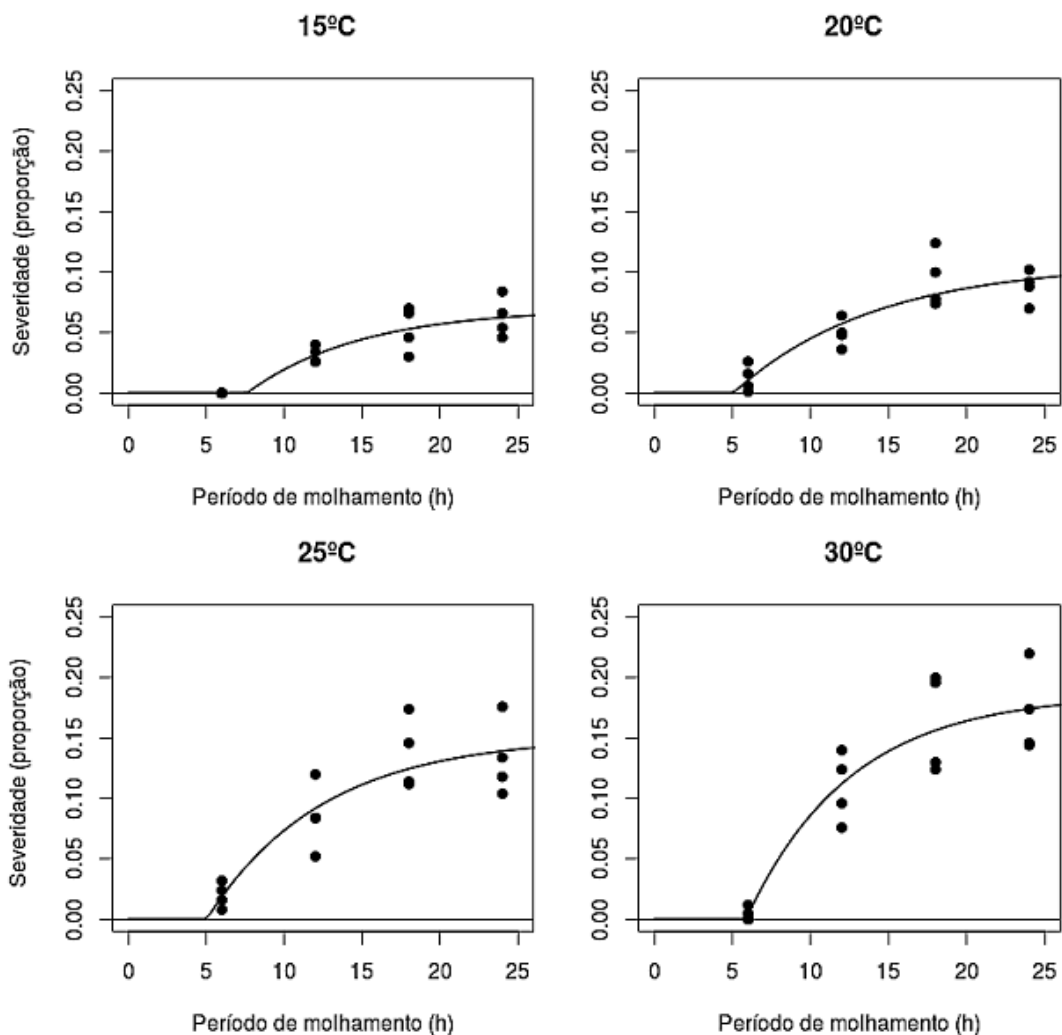 15ºC
Severidade (proporção)
0.00 0.05 0.10 0.15 0.20 0.25
0 5 10 15 20 25
Período de molhamento (h)
20ºC
0.00 0.05 0.10 0.15 0.20 0.25
0 5 10 15 20 25
Período de molhamento (h)
25ºC
Severidade (proporção)
0.00 0.05 0.10 0.15 0.20 0.25
0 5 10 15 20 25
Período de molhamento (h)
30ºC
0.00 0.05 0.10 0.15 0.20 0.25
0 5 10 15 20 25
Período de molhamento (h)